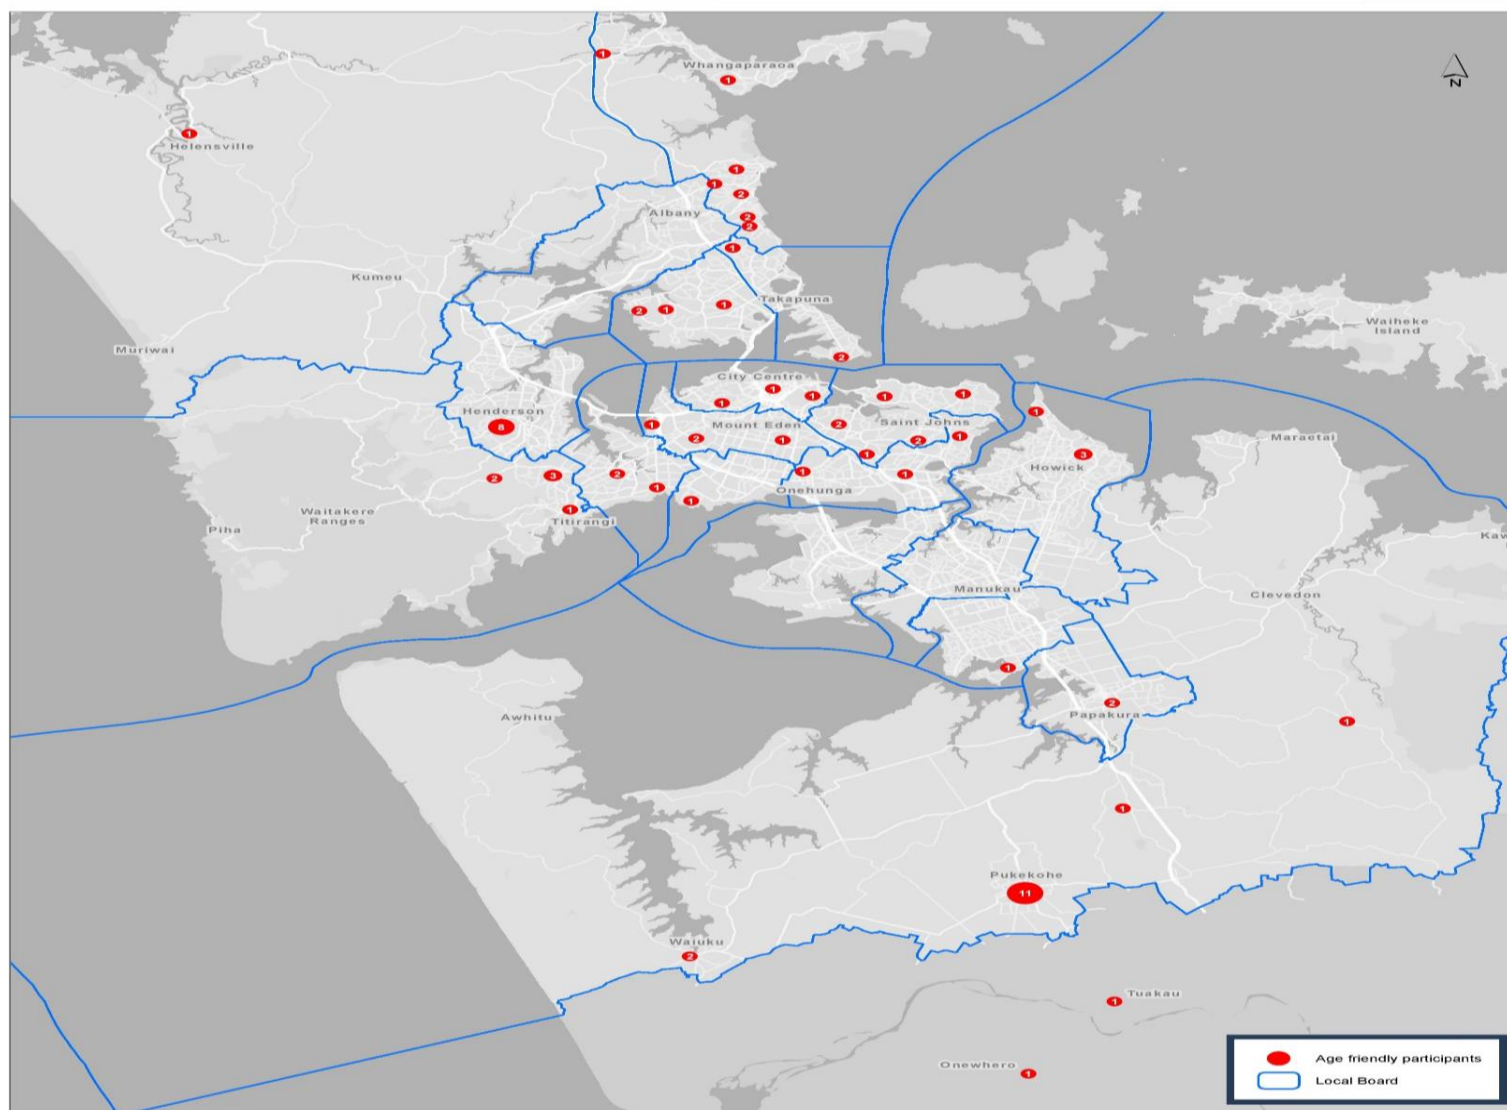 1
Whangaparaoa
1
N
1
Helensville
1
1
2
Albany
2
2
1
Kumeu
Takapuna
2
1
1
Waiheke
Island
Muriwai
2
City Centre
1
1
1
1
1
Henderson
8
1
Mount Eden
2
Saint Johns
1
2
1
2
1
1
Maraetai
3
Howick
2
3
2
1
1
1
Onehunga
1
Waitakere
Ranges
1
Titirangi
Piha
Kaw
Manukau
Clevedon
1
2
Papakura
Awhitu
1
1
Pukekohe
11
Waiuku
2
Tuakau
1
Onewhero
1
Age friendly participants
Local Board